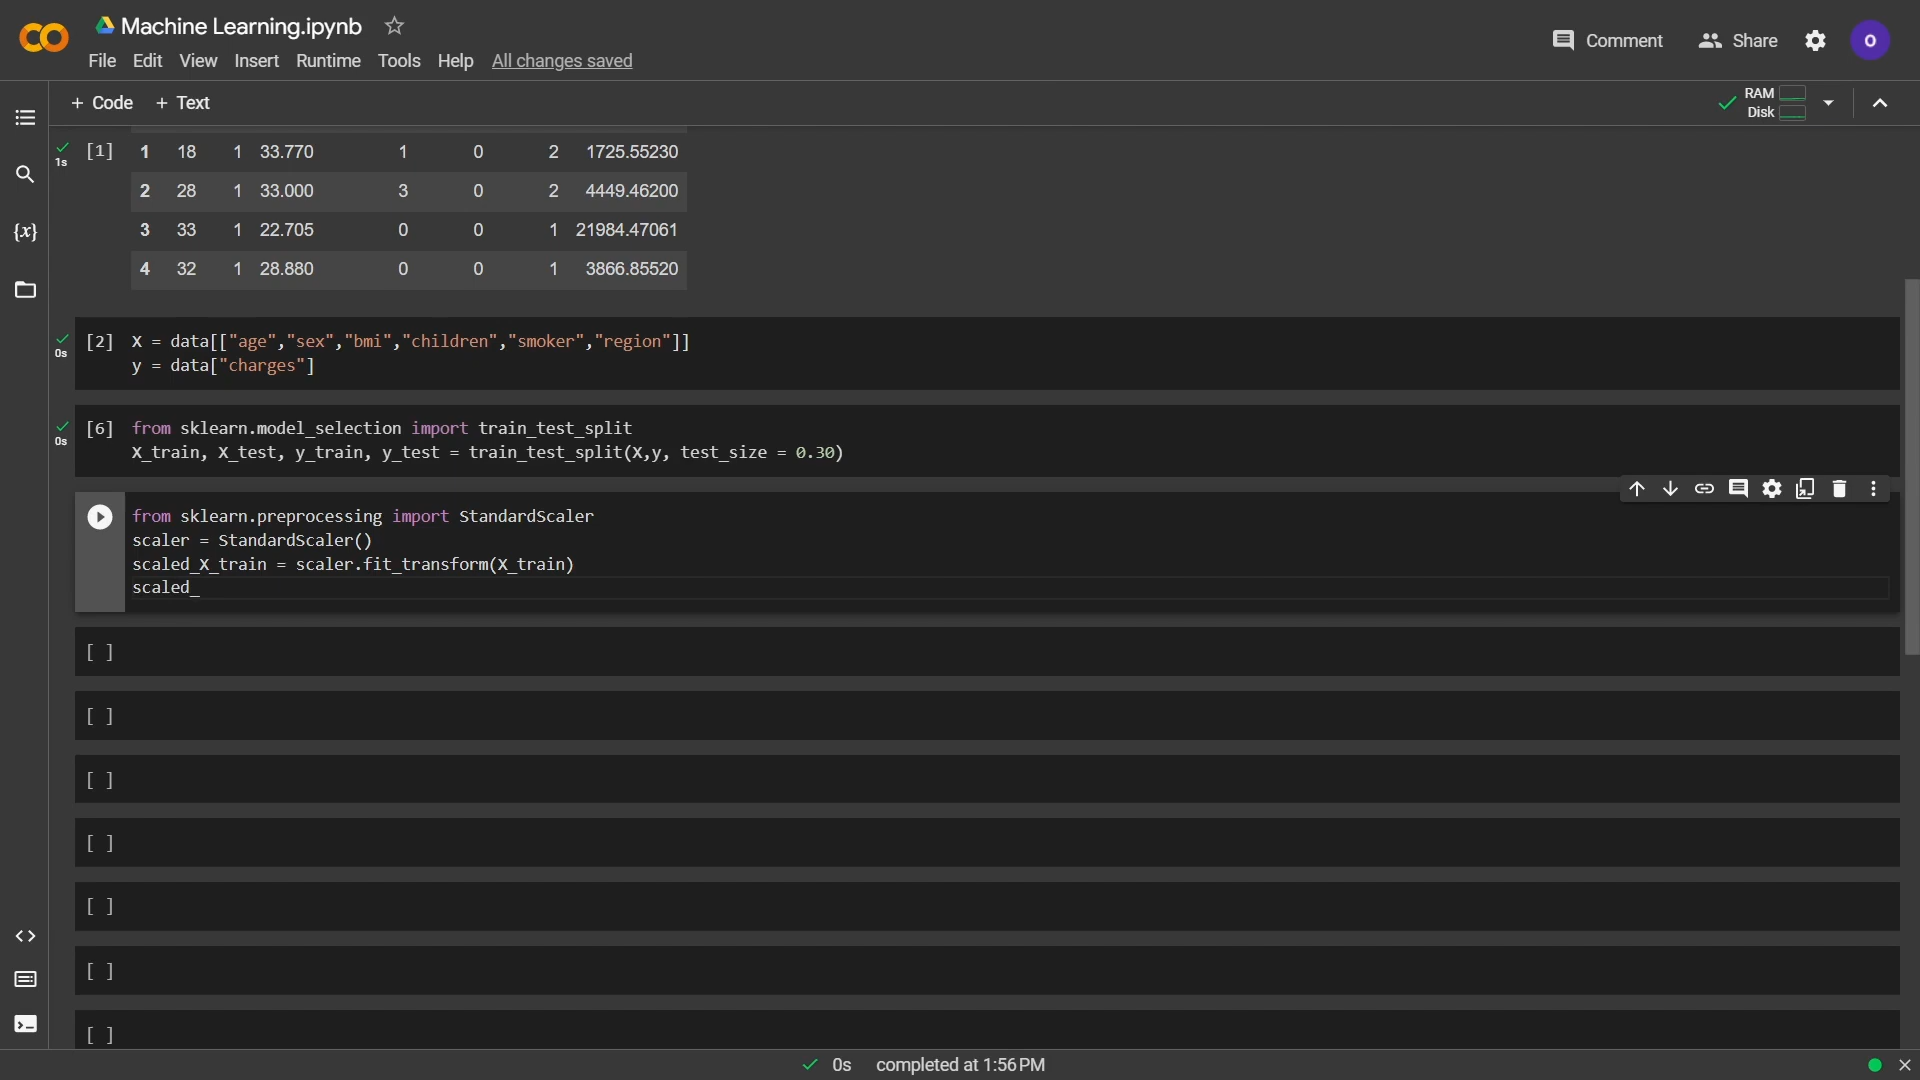 Machine Learning.ipynb
Comment
Share
O
File Edit View Insert Runtime Tools Help All changes saved
+ Code + Text
RAM
Disk
1s
[1] 1 18 1 33.770 1 0 2 1725.55230
2 28 1 33.000 3 0 2 4449.46200
3 33 1 22.705 0 0 1 21984.47061
4 32 1 28.880 0 0 1 3866.85520
{x}
0s
[2] X = data[["age","sex","bmi","children","smoker","region"]]
y = data["charges"]
0s
[6] from sklearn.model_selection import train_test_split
X_train, X_test, y_train, y_test = train_test_split(X,y, test_size = 0.30)
from sklearn.preprocessing import StandardScaler
scaler = StandardScaler()
scaled_X_train = scaler.fit_transform(X_train)
scaled_
[ ]
[ ]
[ ]
[ ]
[ ]
[ ]
[ ]
0s completed at 1:56 PM